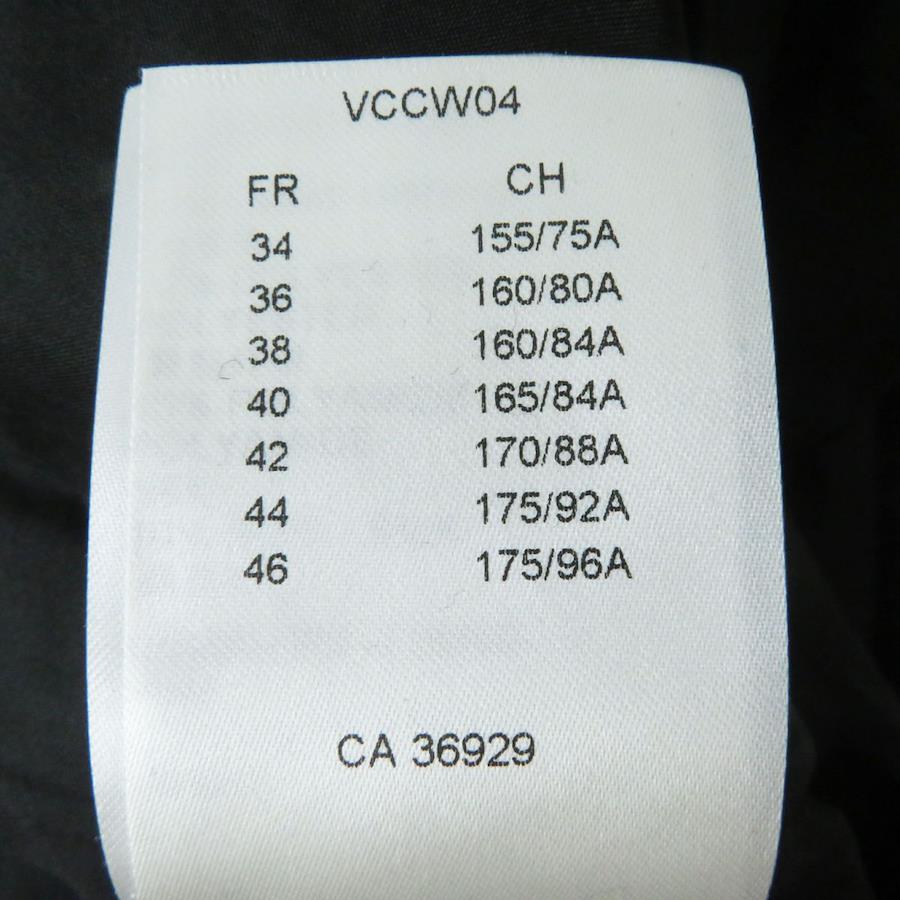 VCCW04
FR CH
34 155/75A
36 160/80A
38 160/84A
40 165/84A
42 170/88A
44 175/92A
46 175/96A
CA 36929